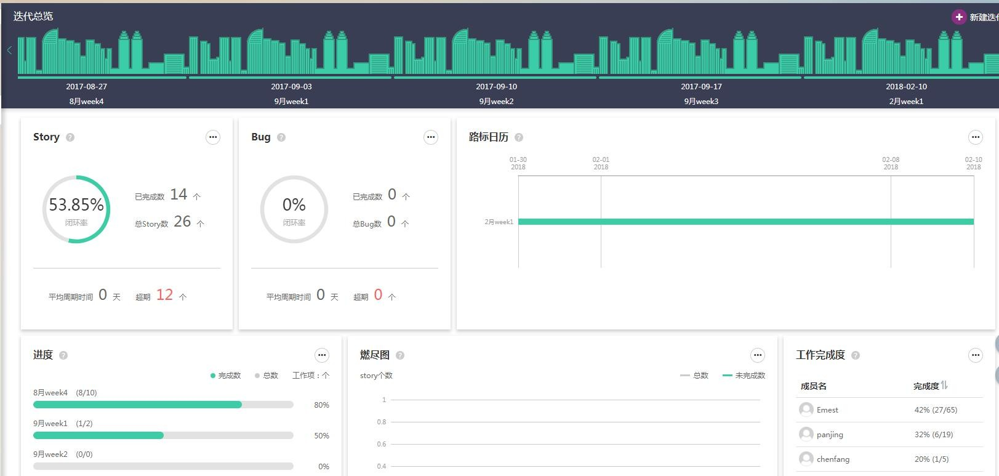 迭代总览
新建迭
2017-08-27
8月week4
2017-09-03
9月week1
2017-09-10
9月week2
2017-09-17
9月week3
2018-02-10
2月week1
Story ?
53.85%
闭环率
已完成数 14 个
总Story数 26 个
平均周期时间 0 天 超期 12 个
Bug ?
0%
闭环率
已完成数 0 个
总Bug数 0 个
平均周期时间 0 天 超期 0 个
路标日历 ?
01-30
2018
02-01
2018
02-08
2018
02-10
2018
2月week1
进度 ?
完成数 总数 工作项：个
8月week4 (8/10)
80%
9月week1 (1/2)
50%
9月week2 (0/0)
0%
燃尽图 ?
story个数 总数 未完成数
1
0.8
0.6
0.4
工作完成度 ?
成员名 完成度
Emest 42% (27/65)
panjing 32% (6/19)
chenfang 20% (1/5)